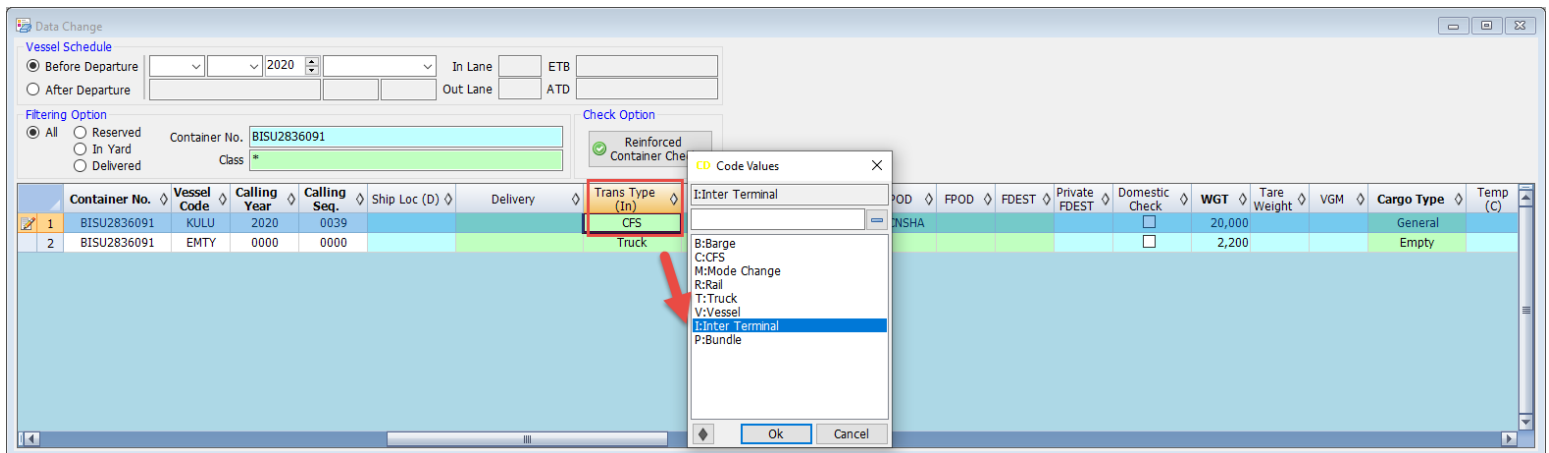 Data Change
Vessel Schedule
Before Departure 2020 In Lane ETB
After Departure Out Lane ATD
Filtering Option
All Reserved
In Yard
Delivered
Container No. BISU2836091
Class *
Check Option
Reinforced
Container Che
Container No. Vessel Code Calling Year Calling Seq. Ship Loc (D) Delivery Trans Type (In) POD FPOD FDEST Private FDEST Domestic Check WGT Tare Weight VGM Cargo Type Temp (C)
1 BISU2836091 KULU 2020 0039 CFS CNSHA 20,000 General
2 BISU2836091 EMTY 0000 0000 Truck 2,200 Empty
CD Code Values
I:Inter Terminal
B:Barge
C:CFS
M:Mode Change
R:Rail
T:Truck
V:Vessel
I:Inter Terminal
P:Bundle
Ok Cancel